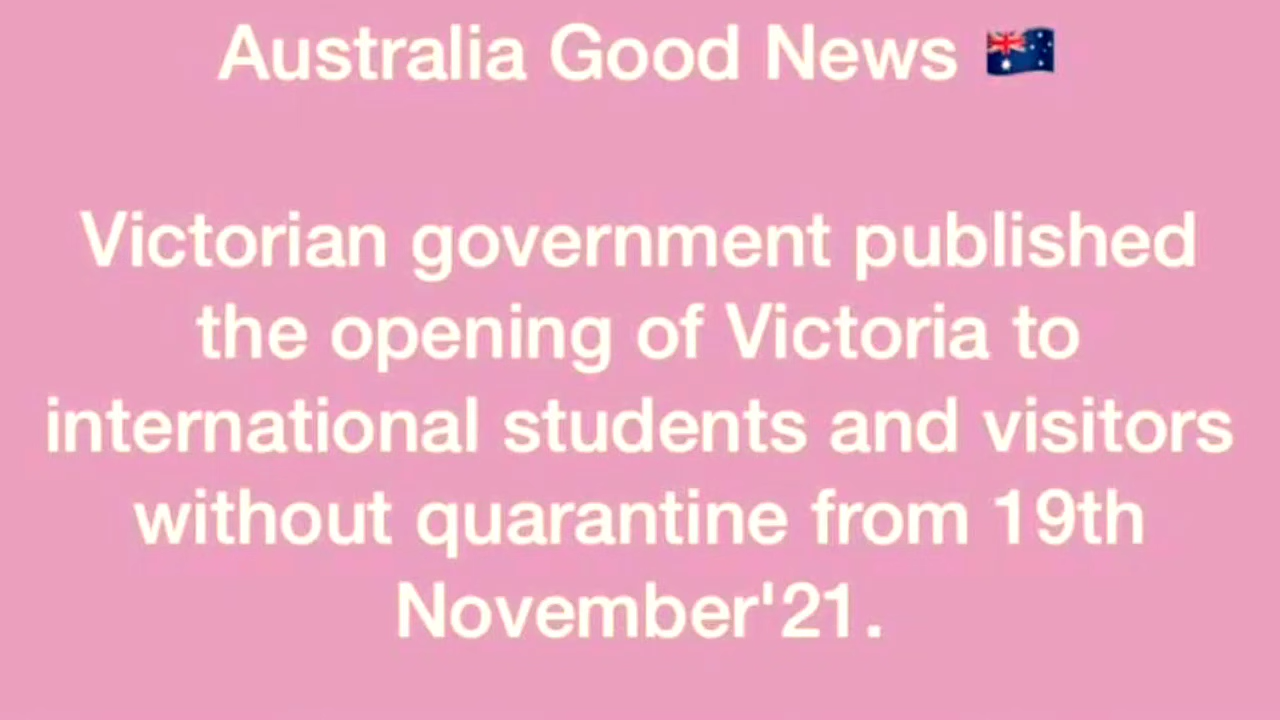 Australia Good News 🇦🇺
Victorian government published
the opening of Victoria to
international students and visitors
without quarantine from 19th
November'21.